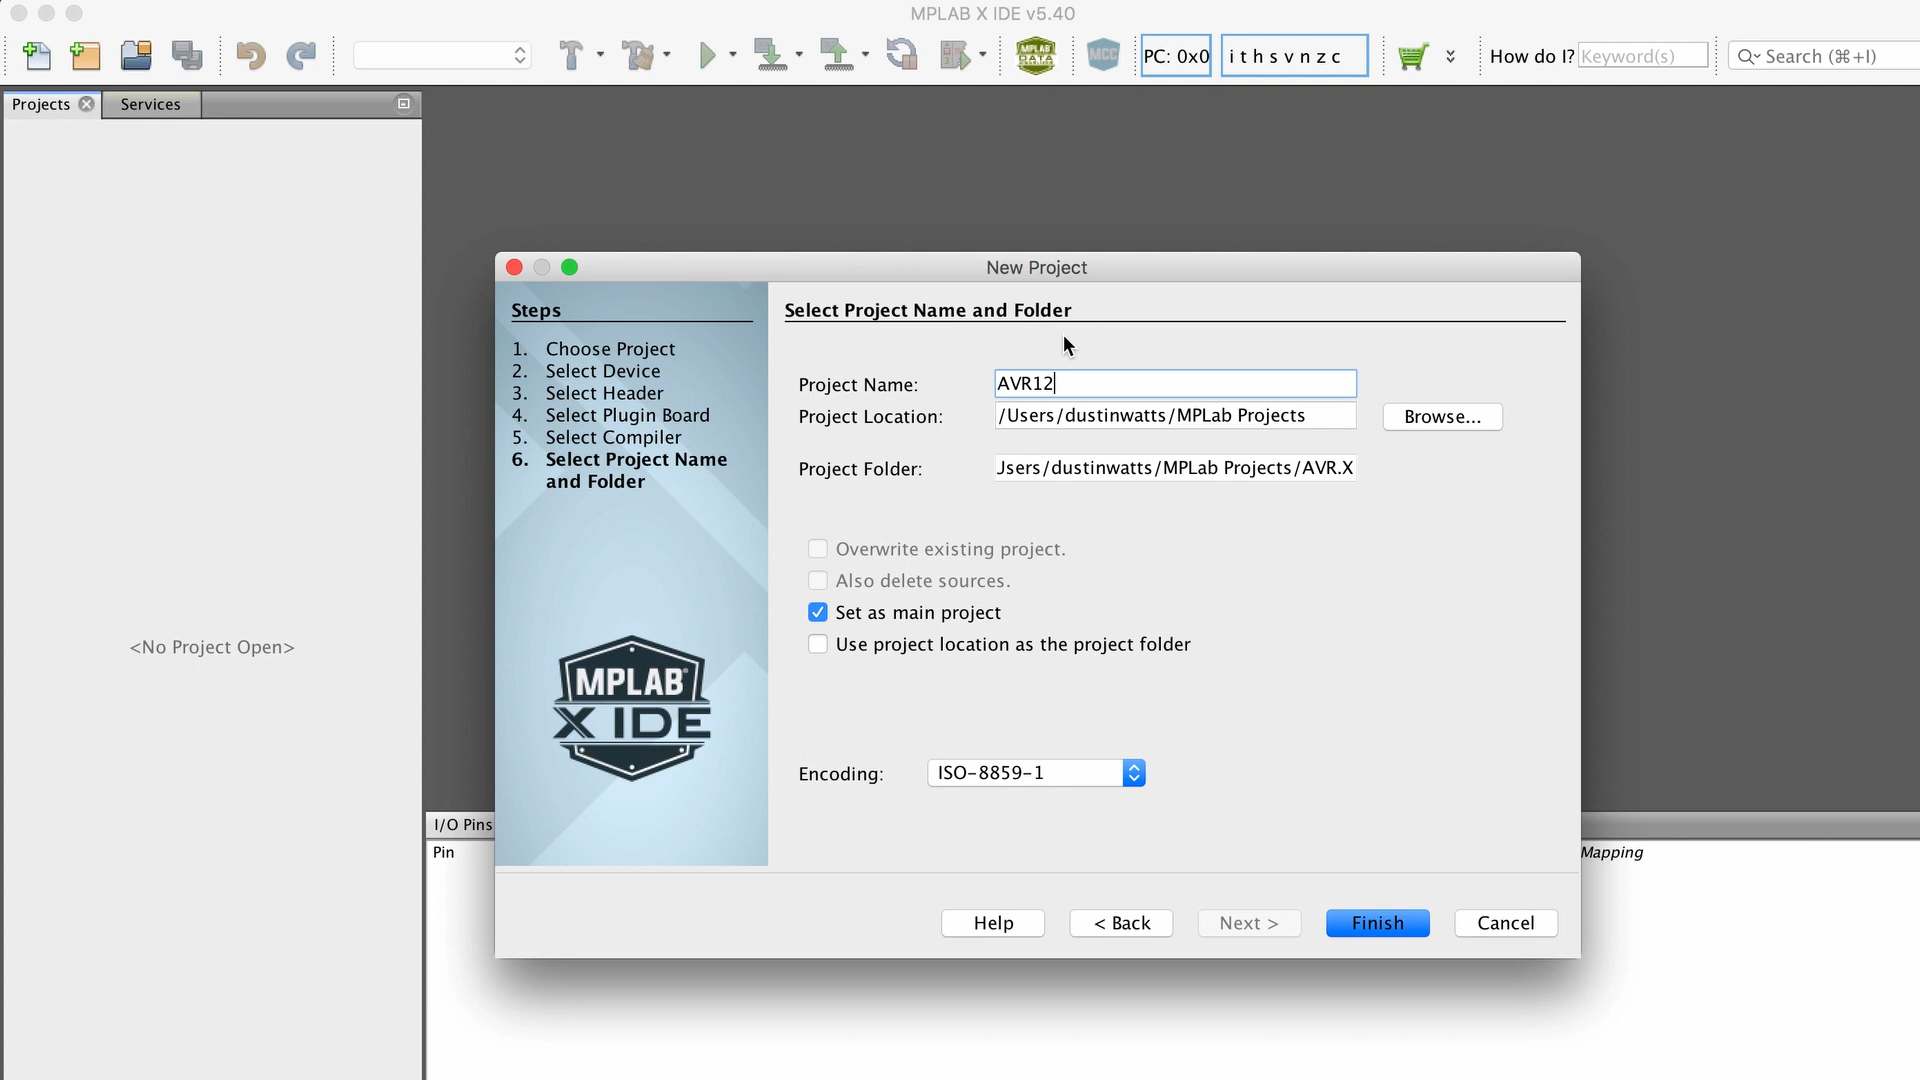 MPLAB X IDE v5.40
MPLAB DATA
MCC
PC: 0x0
i t h s v n z c
How do I?
Keyword(s)
Search (⌘+I)
Projects
Services
<No Project Open>
New Project
Steps
1. Choose Project
2. Select Device
3. Select Header
4. Select Plugin Board
5. Select Compiler
6. Select Project Name
and Folder
MPLAB
X IDE
Select Project Name and Folder
Project Name: AVR12
Project Location: /Users/dustinwatts/MPLab Projects
Browse...
Project Folder: Jsers/dustinwatts/MPLab Projects/AVR.X
Overwrite existing project.
Also delete sources.
Set as main project
Use project location as the project folder
Encoding: ISO-8859-1
Help
< Back
Next >
Finish
Cancel
I/O Pins
Pin
Mapping